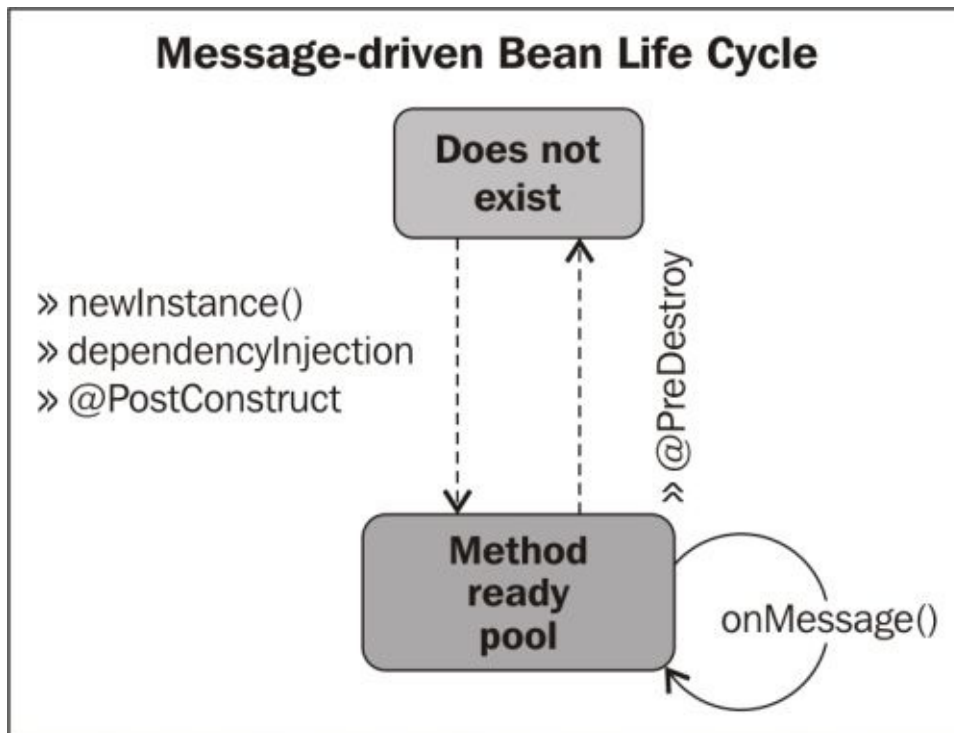 Message-driven Bean Life Cycle
Does not
exist
» newInstance()
» dependencyInjection
» @PostConstruct
» @PreDestroy
Method
ready
pool
onMessage()